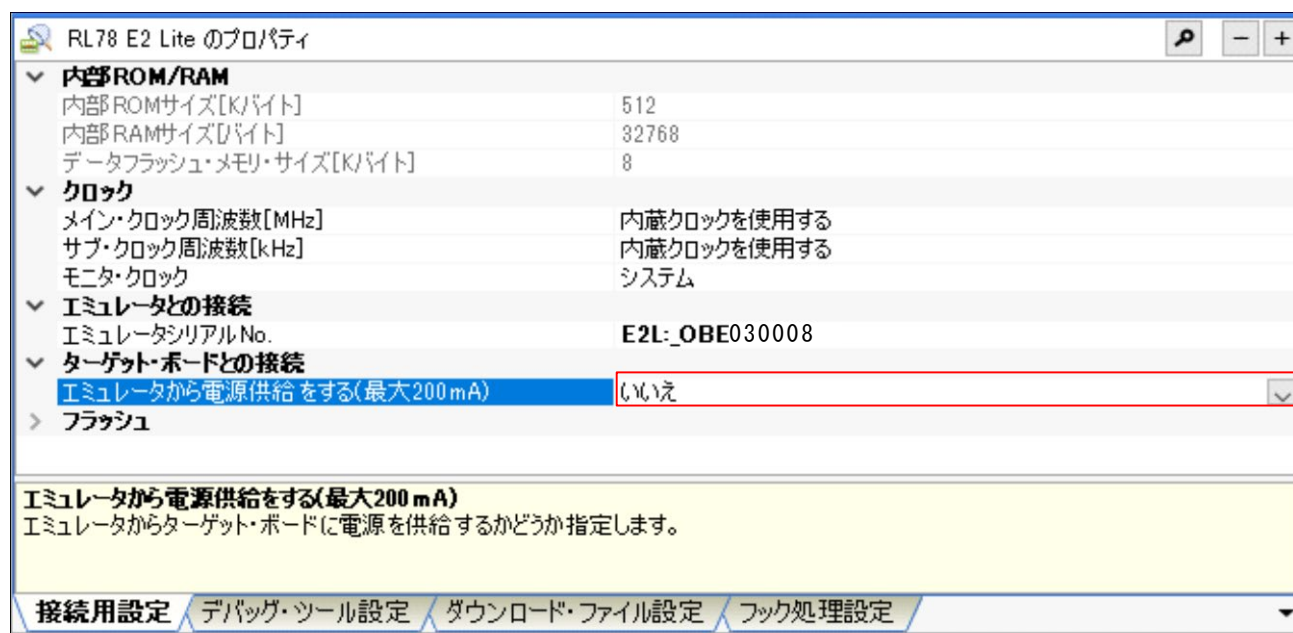 RL78 E2 Lite のプロパティ
内部ROM/RAM
内部ROMサイズ[Kバイト] 512
内部RAMサイズ[バイト] 32768
データフラッシュ・メモリ・サイズ[Kバイト] 8
クロック
メイン・クロック周波数[MHz] 内蔵クロックを使用する
サブ・クロック周波数[kHz] 内蔵クロックを使用する
モニタ・クロック システム
エミュレータとの接続
エミュレータシリアルNo. E2L:_OBE030008
ターゲット・ボードとの接続
エミュレータから電源供給をする(最大200mA) いいえ
フラッシュ
エミュレータから電源供給をする(最大200mA)
エミュレータからターゲット・ボードに電源を供給するかどうか指定します。
接続用設定 デバッグ・ツール設定 ダウンロード・ファイル設定 フック処理設定